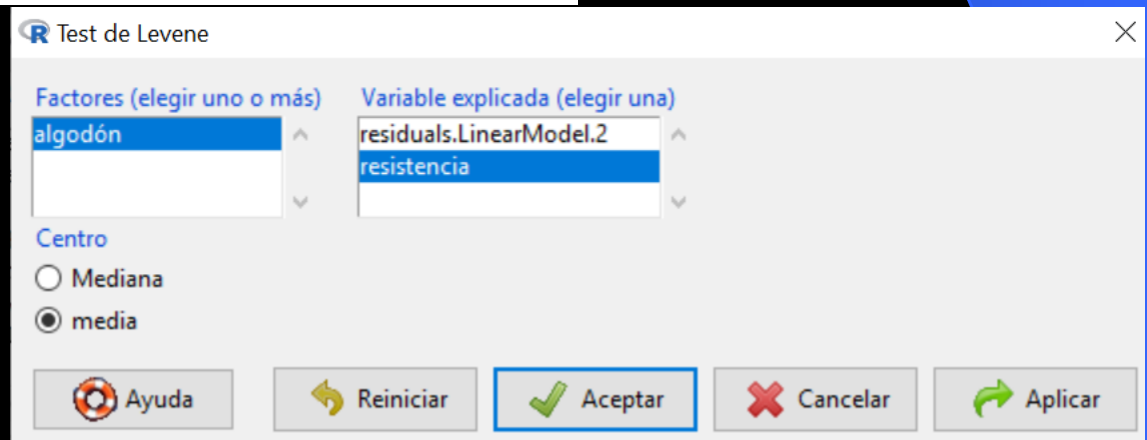 R Test de Levene
Factores (elegir uno o más) Variable explicada (elegir una)
algodón residuals.LinearModel.2
resistencia
Centro
Mediana
media
Ayuda Reiniciar Aceptar Cancelar Aplicar